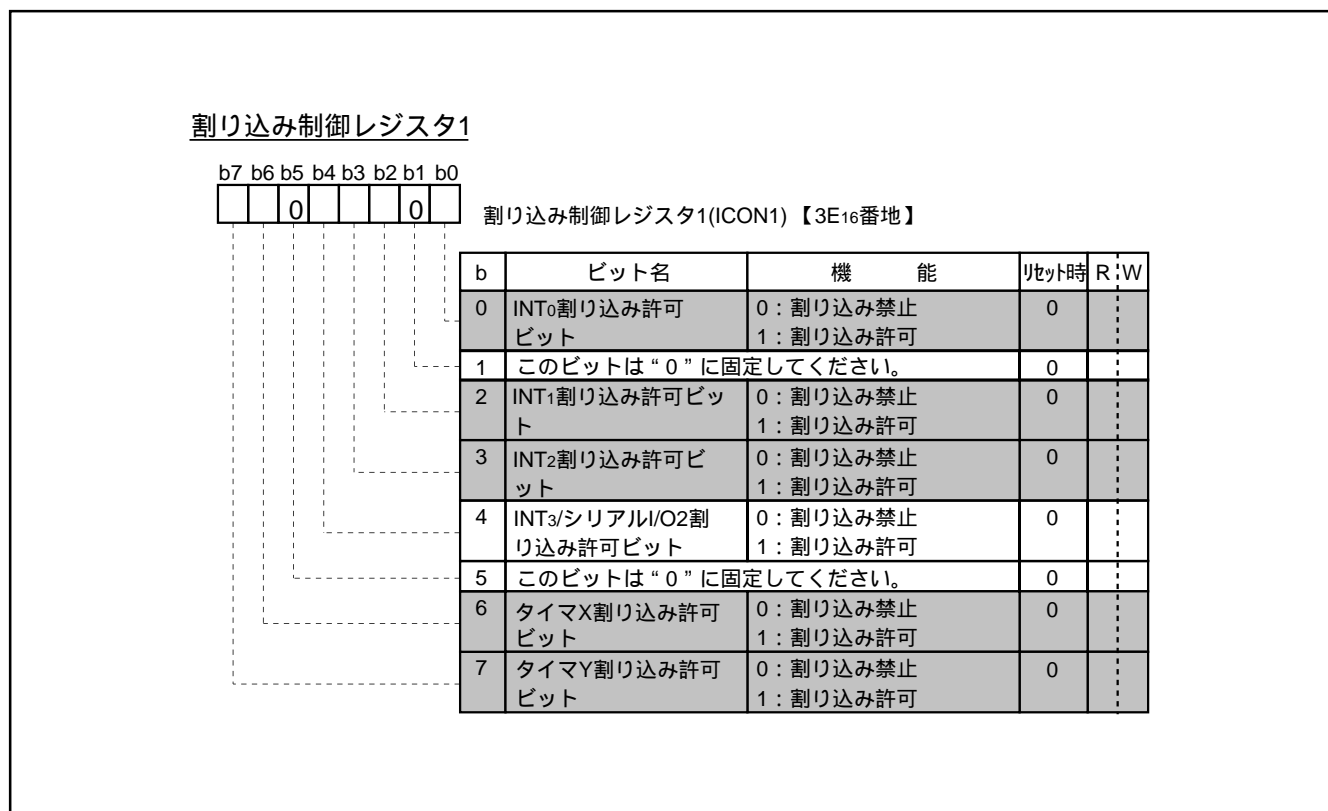 割り込み制御レジスタ1
b7 b6 b5 b4 b3 b2 b1 b0
0 0
割り込み制御レジスタ1(ICON1) 【3E16番地】
b ビット名 機 能 リセット時 R W
0 INT0割り込み許可 0：割り込み禁止 0
ビット 1：割り込み許可
1 このビットは“0”に固定してください。 0
2 INT1割り込み許可ビッ 0：割り込み禁止 0
ト 1：割り込み許可
3 INT2割り込み許可ビ 0：割り込み禁止 0
ット 1：割り込み許可
4 INT3/シリアルI/O2割 0：割り込み禁止 0
り込み許可ビット 1：割り込み許可
5 このビットは“0”に固定してください。 0
6 タイマX割り込み許可 0：割り込み禁止 0
ビット 1：割り込み許可
7 タイマY割り込み許可 0：割り込み禁止 0
ビット 1：割り込み許可